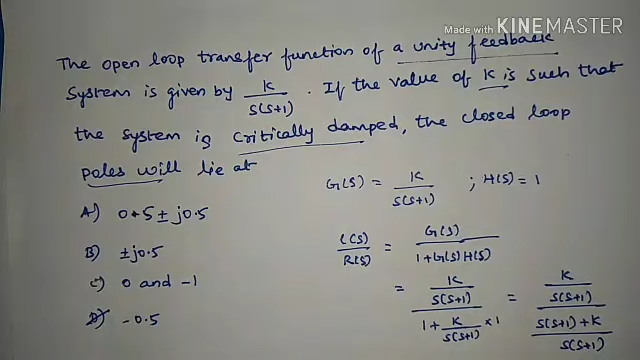 Made with KINEMASTER
The open loop transfer function of a unity feedback
system is given by K/S(S+1) . If the value of K is such that
the system is critically damped, the closed loop
poles will lie at
A) 0.5 ± j0.5
B) ± j0.5
C) 0 and -1
D) -0.5
G(S) = K/S(S+1) ; H(S) = 1
C(S)/R(S) = G(S)/1+G(S)H(S)
= K/S(S+1) / 1 + K/S(S+1) × 1 = K/S(S+1) / S(S+1)+K/S(S+1)